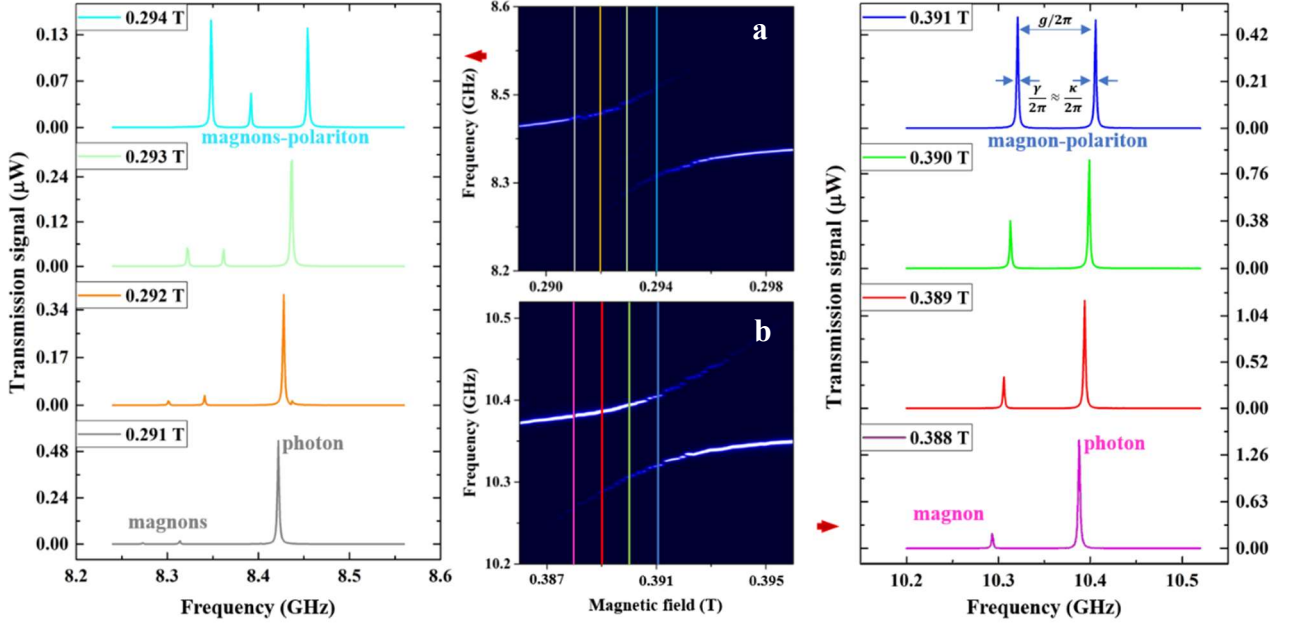 0.294 T
0.13
0.07
0.00
magnons-polariton
0.293 T
0.24
0.12
0.00
0.292 T
0.34
0.17
0.00
0.291 T
0.48
0.24
0.00
photon
magnons
8.2 8.3 8.4 8.5 8.6
Frequency (GHz)
Transmission signal (μW)
a
8.6
8.5
8.4
8.3
8.2
0.290 0.294 0.298
Frequency (GHz)
b
10.5
10.4
10.3
10.2
0.387 0.391 0.395
Frequency (GHz)
Magnetic field (T)
0.391 T
g/2π
γ/2π ≈ κ/2π
magnon-polariton
0.42
0.21
0.00
0.390 T
0.76
0.38
0.00
0.389 T
1.04
0.52
0.00
0.388 T
photon
magnon
1.26
0.63
0.00
10.2 10.3 10.4 10.5
Frequency (GHz)
Transmission signal (μW)